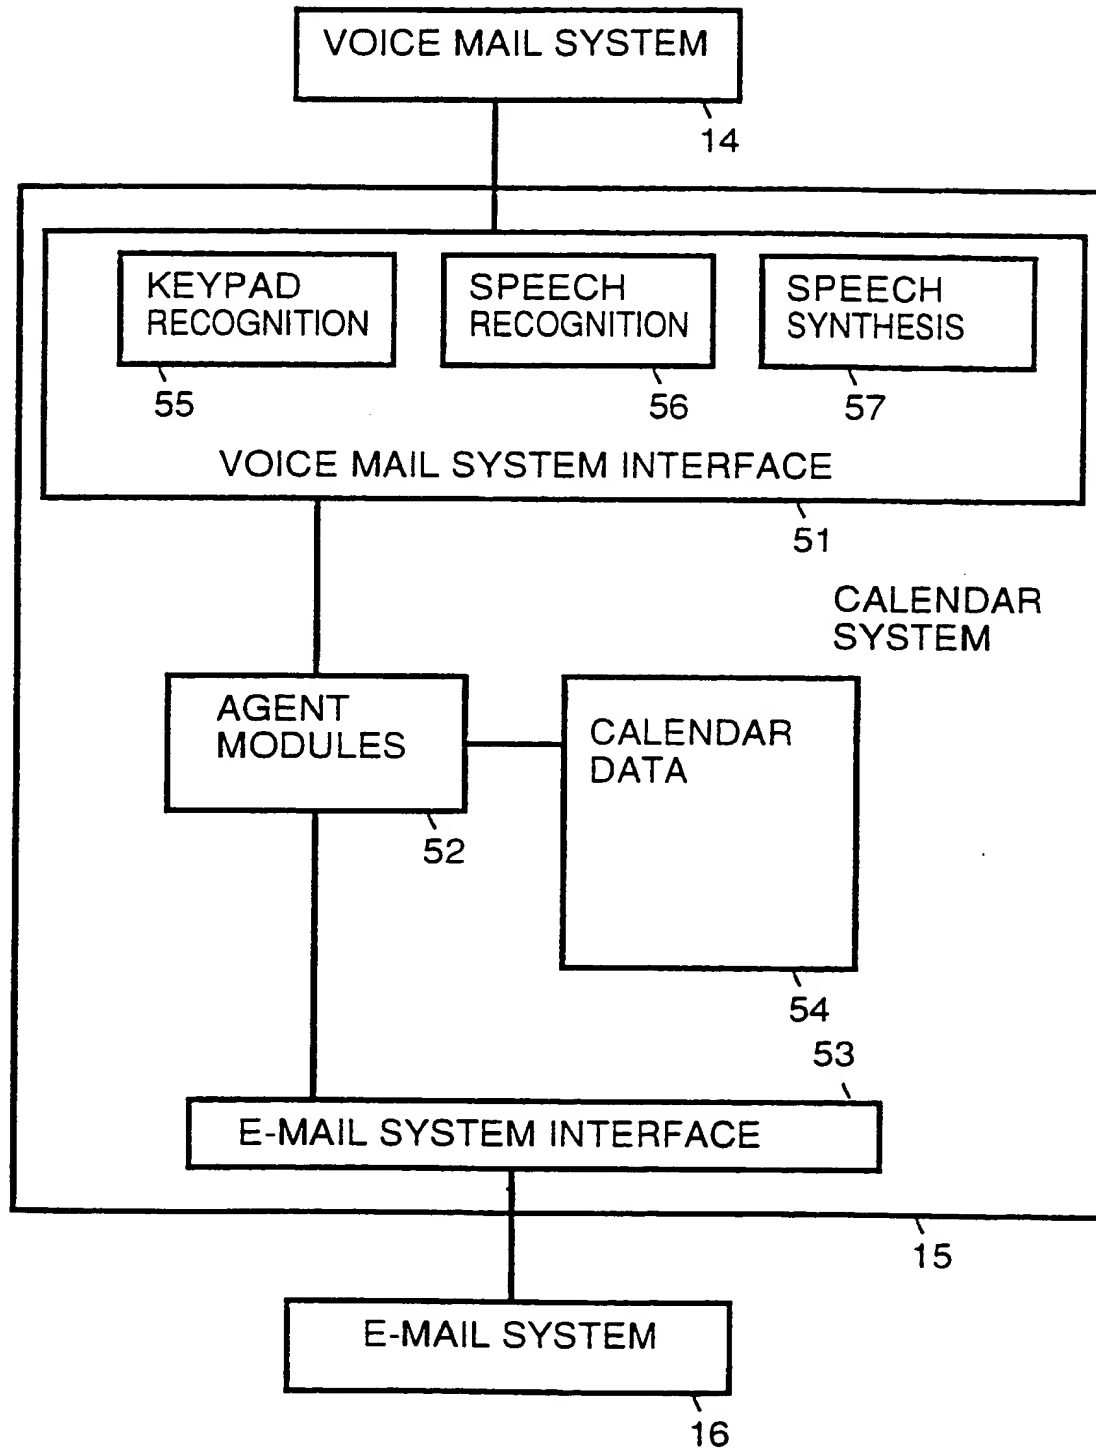 VOICE MAIL SYSTEM
14
KEYPAD
RECOGNITION
55
SPEECH
RECOGNITION
56
SPEECH
SYNTHESIS
57
VOICE MAIL SYSTEM INTERFACE
51
CALENDAR
SYSTEM
AGENT
MODULES
52
CALENDAR
DATA
54
53
E-MAIL SYSTEM INTERFACE
15
E-MAIL SYSTEM
16